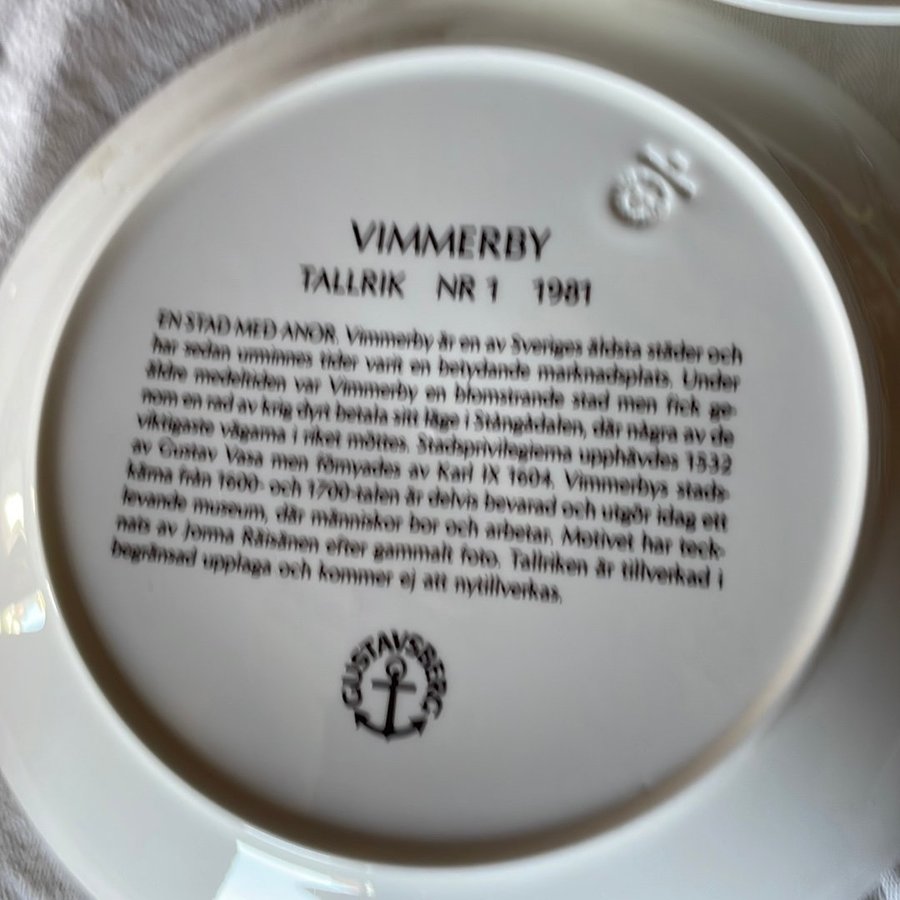 VIMMERBY
TALLRIK NR 1 1981
EN STAD MED ANOR. Vimmerby är en av Sveriges äldsta städer och
har sedan urminnes tider varit en betydande marknadsplats. Under
äldre medeltiden var Vimmerby en blomstrande stad men fick ge-
nom en rad av krig dyrt betala sitt läge i Stångådalen, där några av de
viktigaste vägarna i riket möttes. Stadsprivilegierna upphävdes 1532
av Gustav Vasa men förnyades av Karl IX 1604. Vimmerbys stads-
kärna från 1600- och 1700-talen är delvis bevarad och utgör idag ett
levande museum, där människor bor och arbetar. Motivet har teck-
nats av Jorma Räisänen efter gammalt foto. Tallriken är tillverkad i
begränsad upplaga och kommer ej att nytillverkas.
GUSTAVSBERG